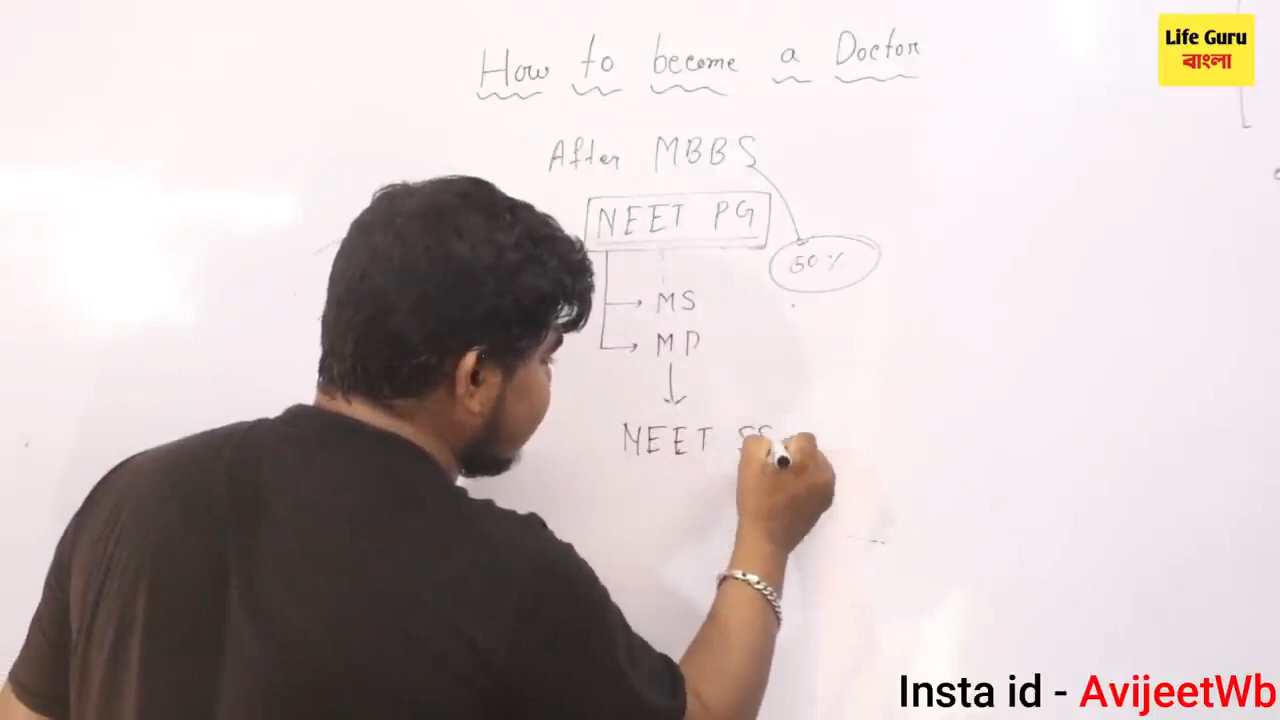 How to become a Doctor
Life Guru
বাংলা
After MBBS
NEET PG
50%
MS
MD
NEET SS
Insta id - AvijeetWb